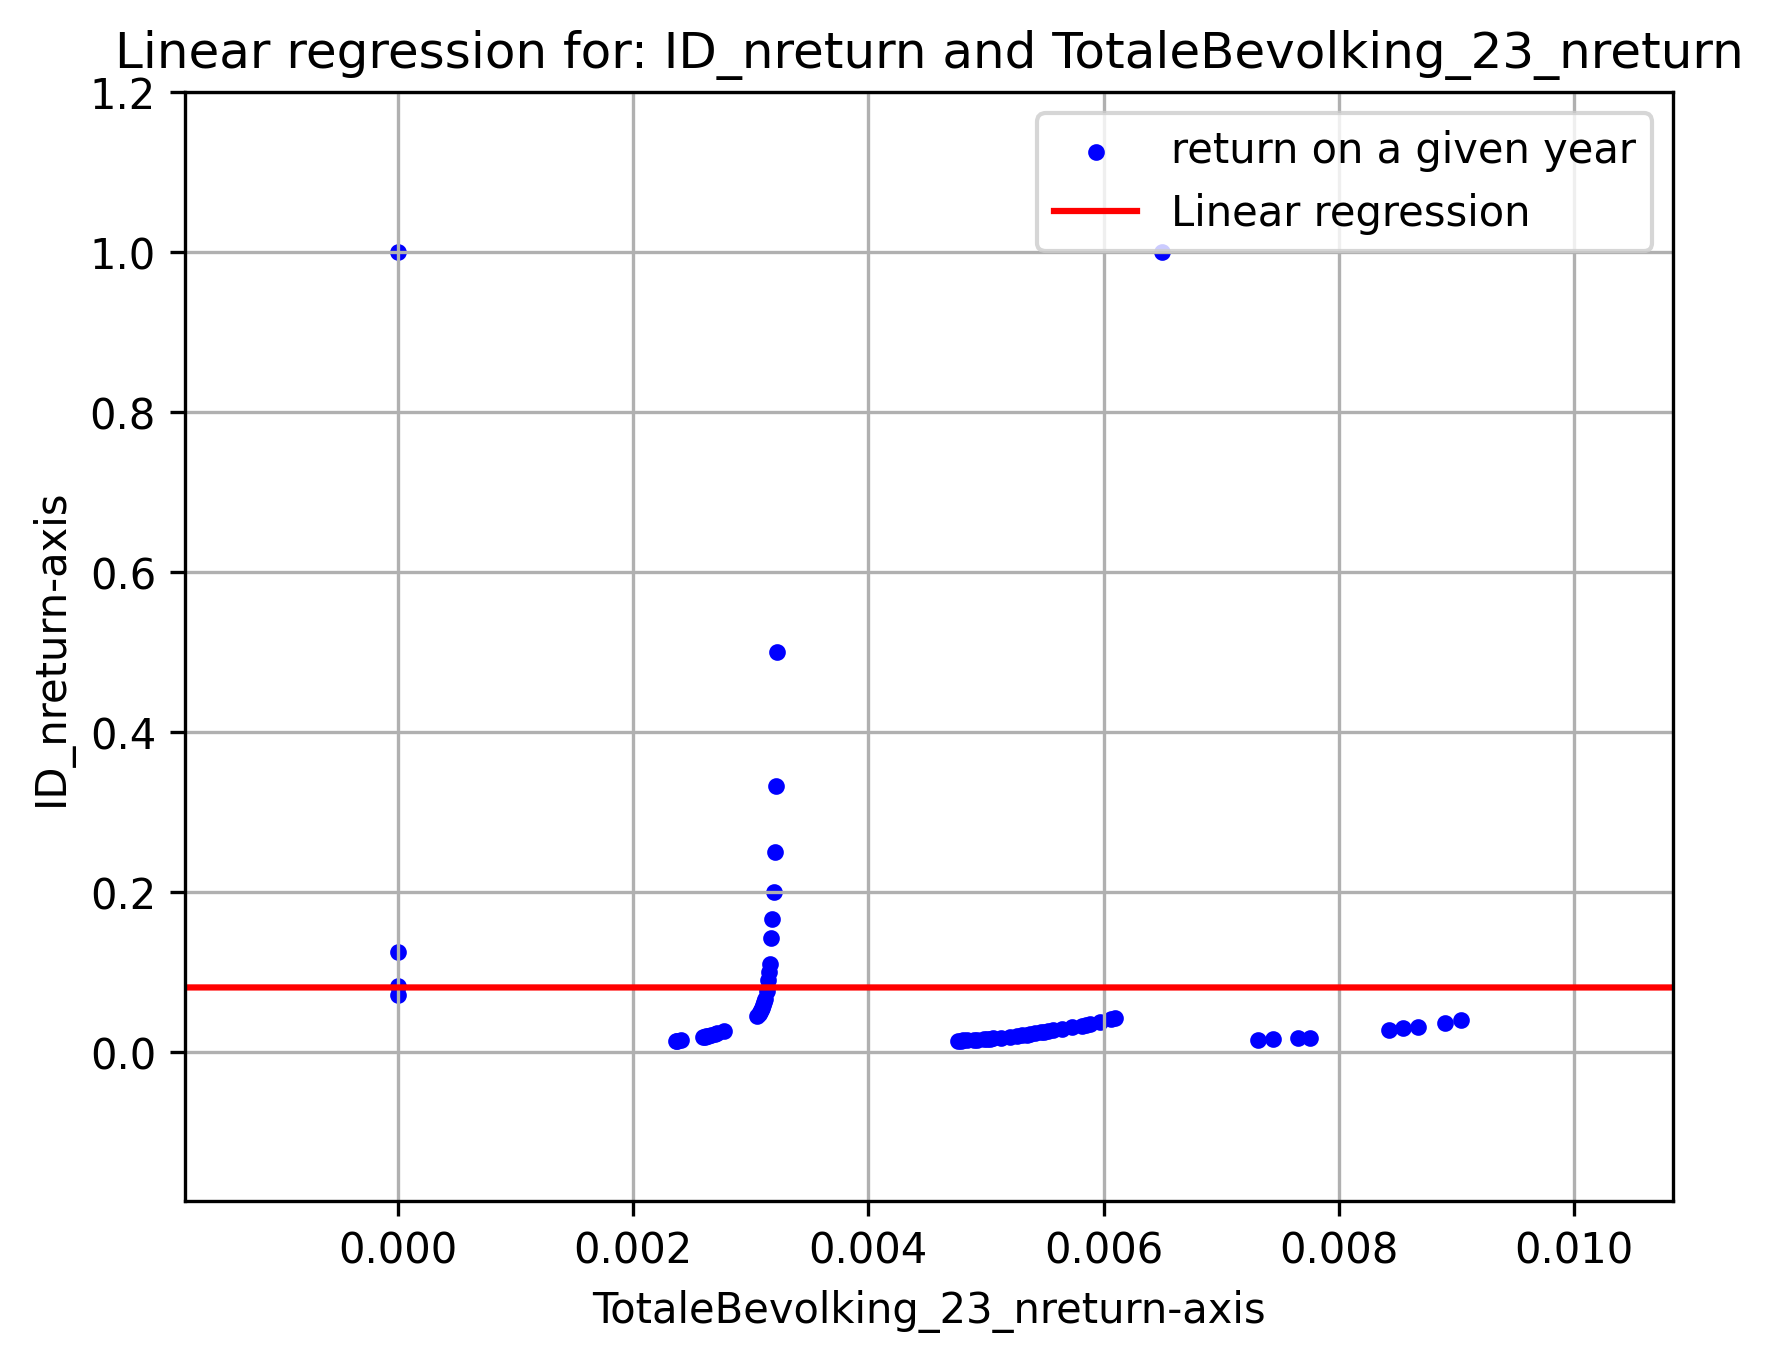 Linear regression for: ID_nreturn and TotaleBevolking_23_nreturn
1.2
1.0
0.8
0.6
0.4
0.2
0.0
ID_nreturn-axis
return on a given year
Linear regression
0.000 0.002 0.004 0.006 0.008 0.010
TotaleBevolking_23_nreturn-axis